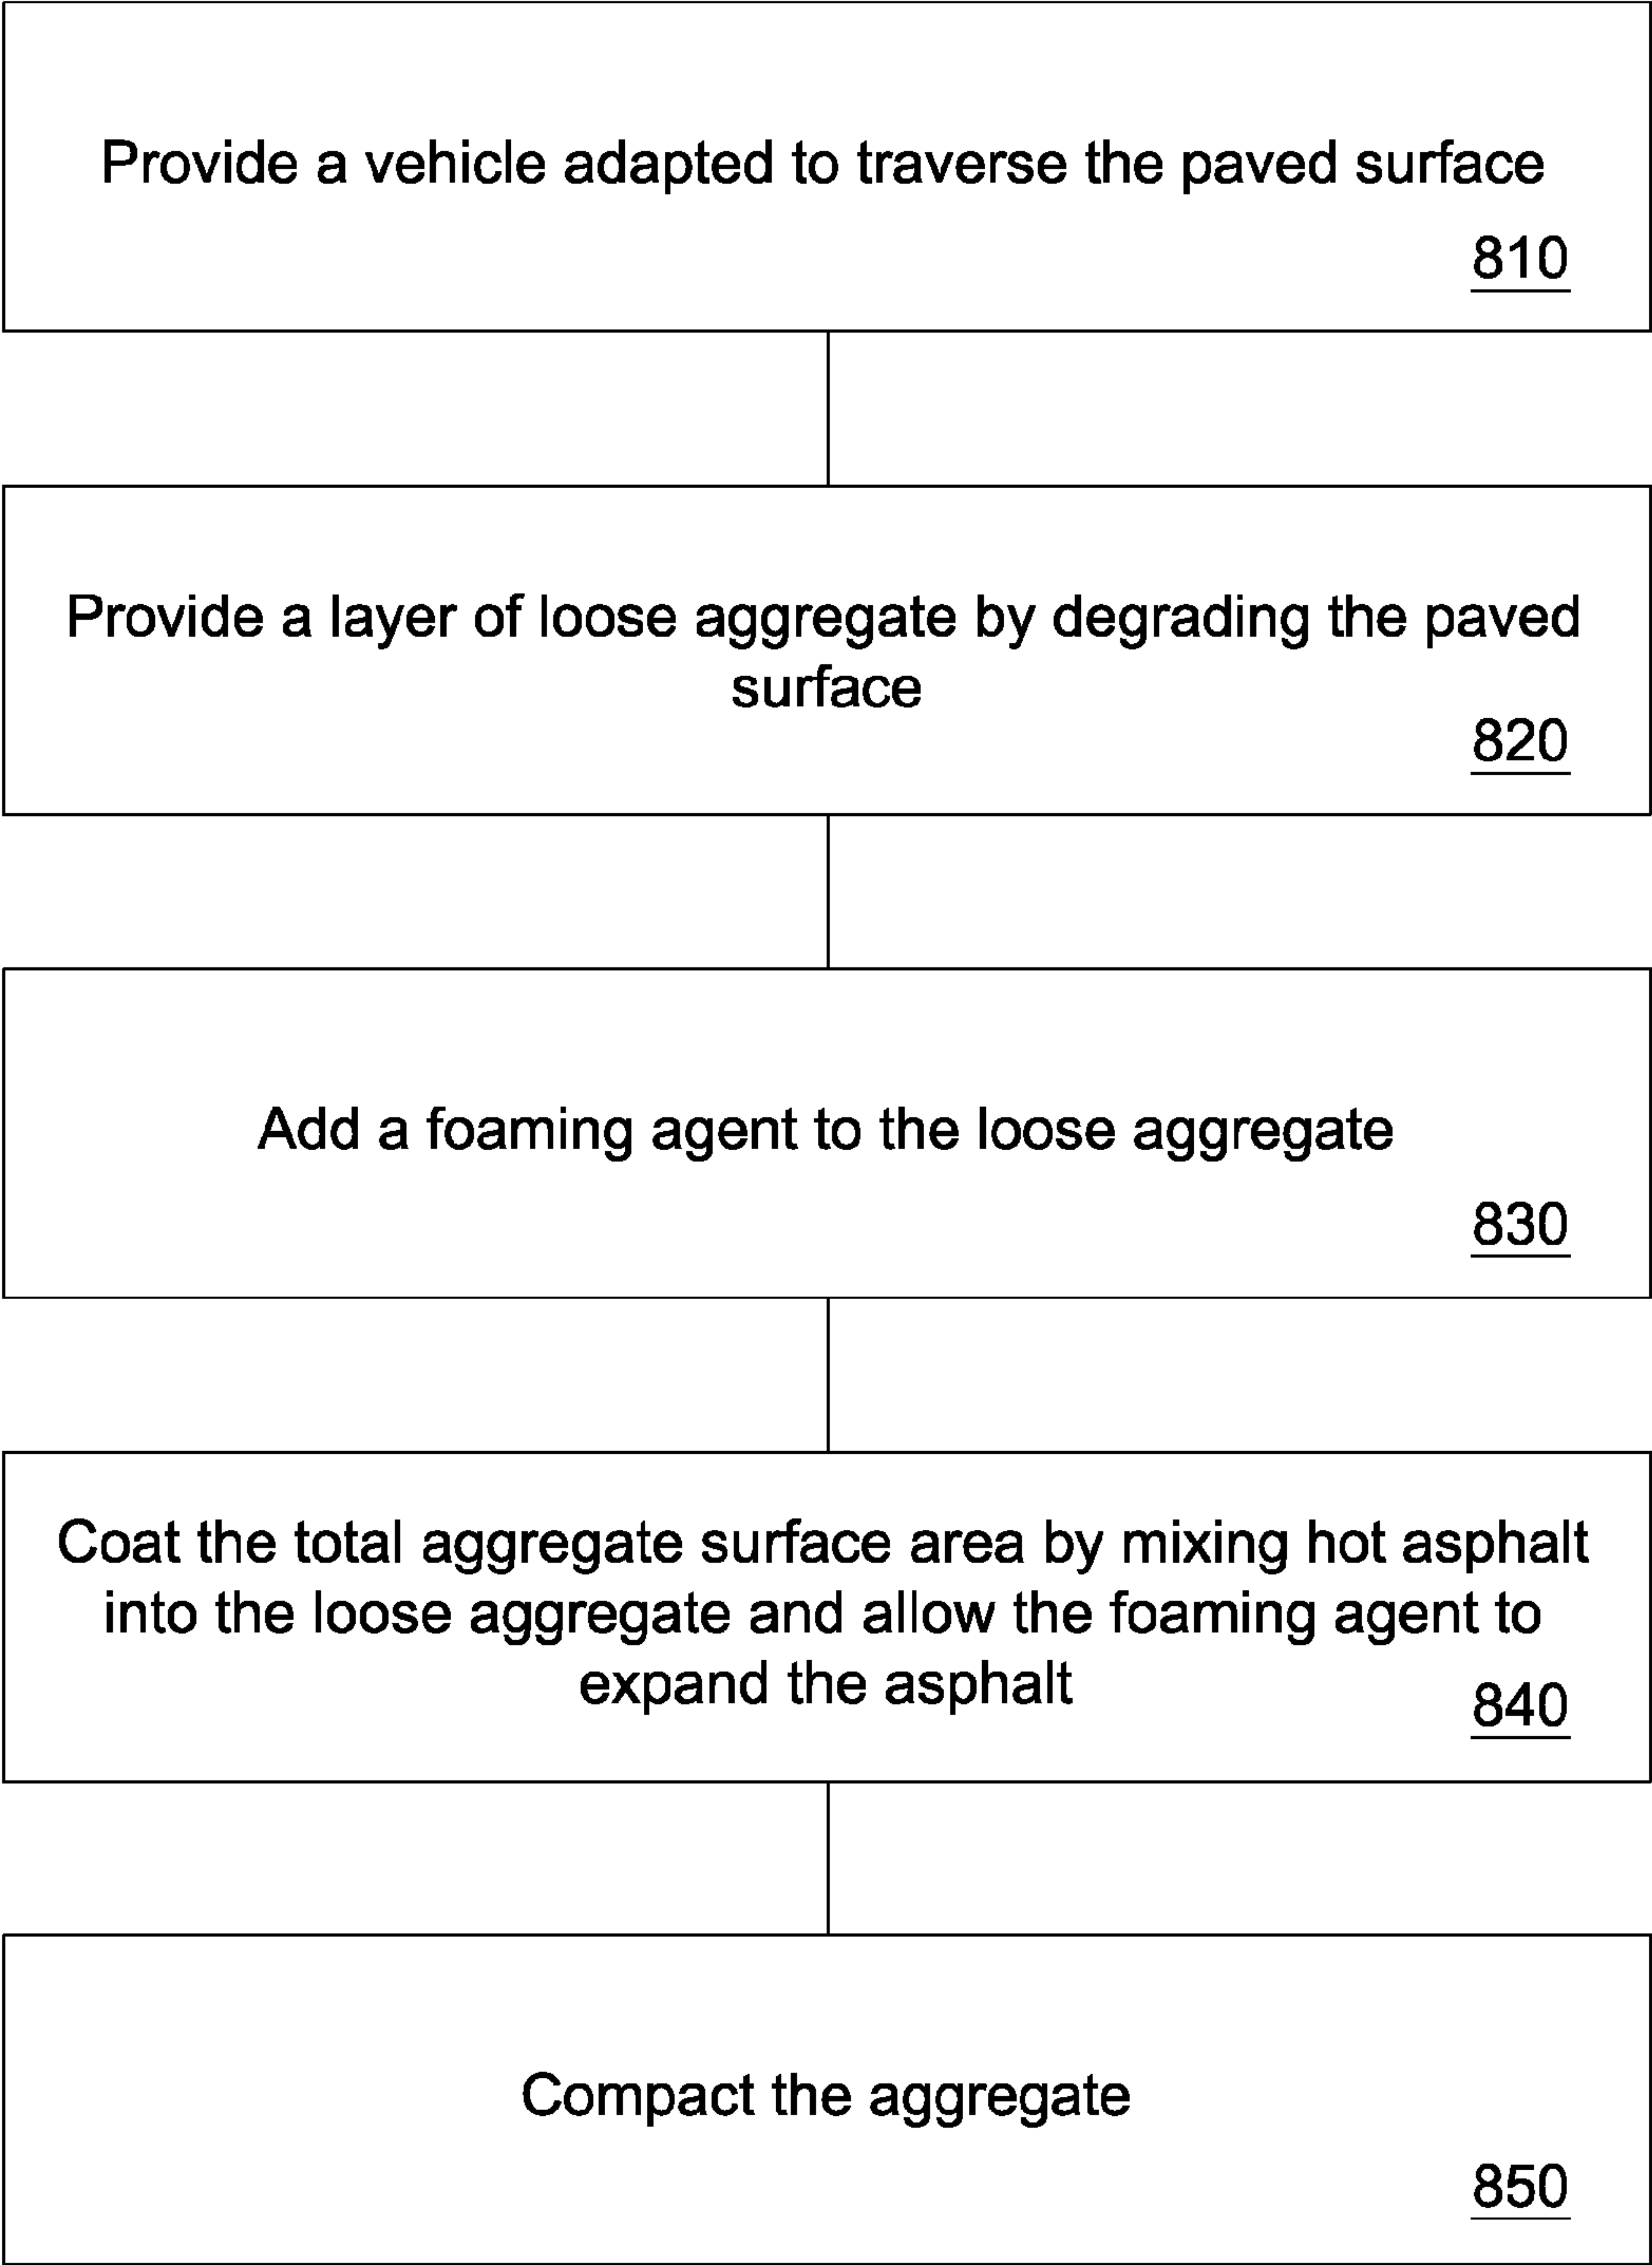 Provide a vehicle adapted to traverse the paved surface
810
Provide a layer of loose aggregate by degrading the paved
surface
820
Add a foaming agent to the loose aggregate
830
Coat the total aggregate surface area by mixing hot asphalt
into the loose aggregate and allow the foaming agent to
expand the asphalt
840
Compact the aggregate
850